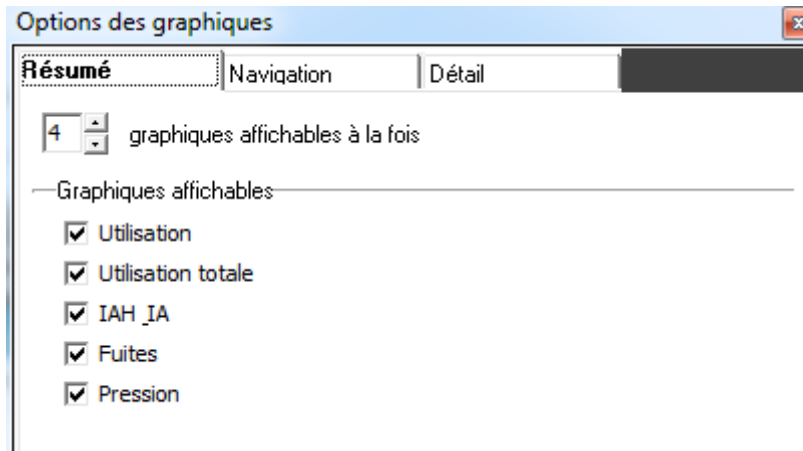 Options des graphiques
Résumé Navigation Détail
4 graphiques affichables à la fois
Graphiques affichables
Utilisation
Utilisation totale
IAH_IA
Fuites
Pression